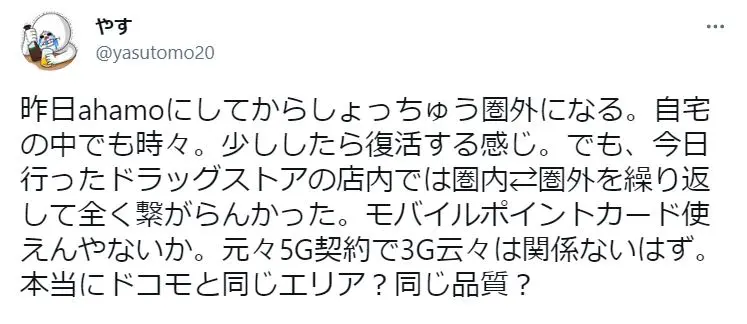 やす
@yasutomo20
昨日ahamoにしてからしょっちゅう圏外になる。自宅
の中でも時々。少ししたら復活する感じ。でも、今日
行ったドラッグストアの店内では圏内⇄圏外を繰り返
して全く繋がらんかった。モバイルポイントカード使
えんやないか。元々5G契約で3G云々は関係ないはず。
本当にドコモと同じエリア？同じ品質？